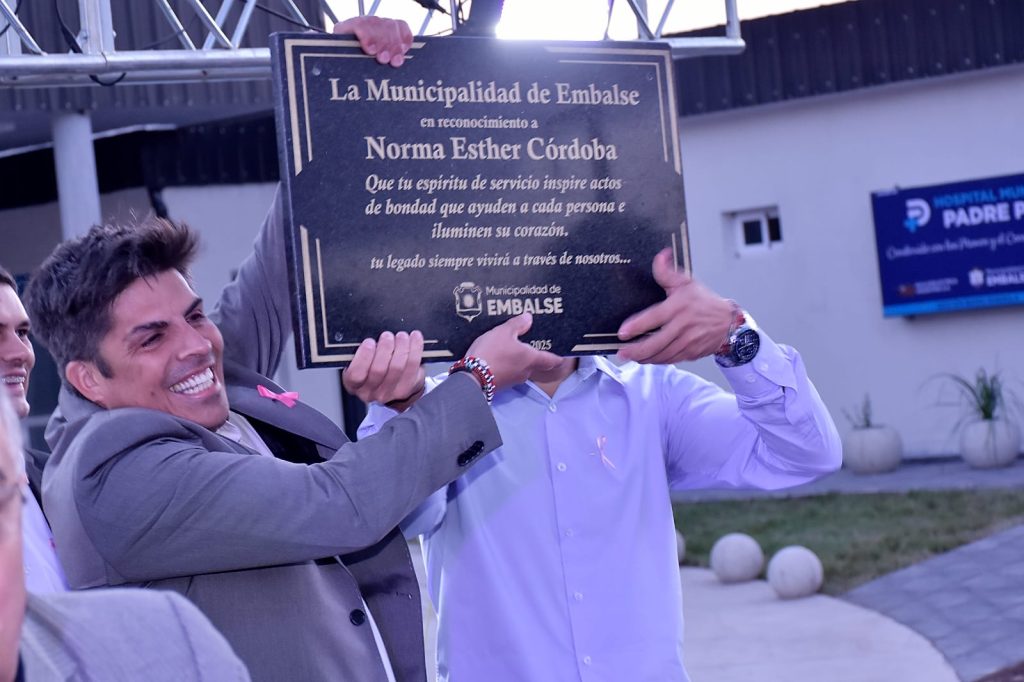 La Municipalidad de Embalse
en reconocimiento a
Norma Esther Córdoba
Que tu espíritu de servicio inspire actos
de bondad que ayuden a cada persona e
iluminen su corazón.
tu legado siempre vivirá a través de nosotros...
Municipalidad de
EMBALSE
2025
HOSPITAL
PADRE
EMBALSE